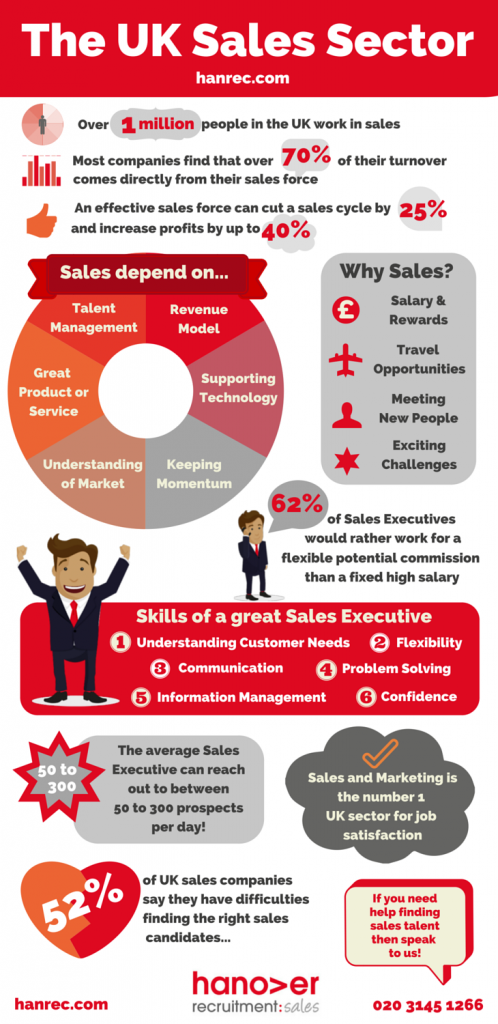 The UK Sales Sector
hanrec.com
Over 1 million people in the UK work in sales
Most companies find that over 70% of their turnover
comes directly from their sales force
An effective sales force can cut a sales cycle by 25%
and increase profits by up to 40%
Sales depend on...
Talent
Management
Revenue
Model
Great
Product or
Service
Supporting
Technology
Understanding
of Market
Keeping
Momentum
Why Sales?
£
Salary &
Rewards
Travel
Opportunities
Meeting
New People
Exciting
Challenges
62%
of Sales Executives
would rather work for a
flexible potential commission
than a fixed high salary
Skills of a great Sales Executive
1 Understanding Customer Needs 2 Flexibility
3 Communication 4 Problem Solving
5 Information Management 6 Confidence
50 to
300
The average Sales
Executive can reach
out to between
50 to 300 prospects
per day!
Sales and Marketing is
the number 1
UK sector for job
satisfaction
52%
of UK sales companies
say they have difficulties
finding the right sales
candidates...
If you need
help finding
sales talent
then speak
to us!
hano>er
recruitment:sales
hanrec.com
020 3145 1266